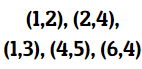 (1,2), (2,4),
(1,3), (4,5), (6,4)